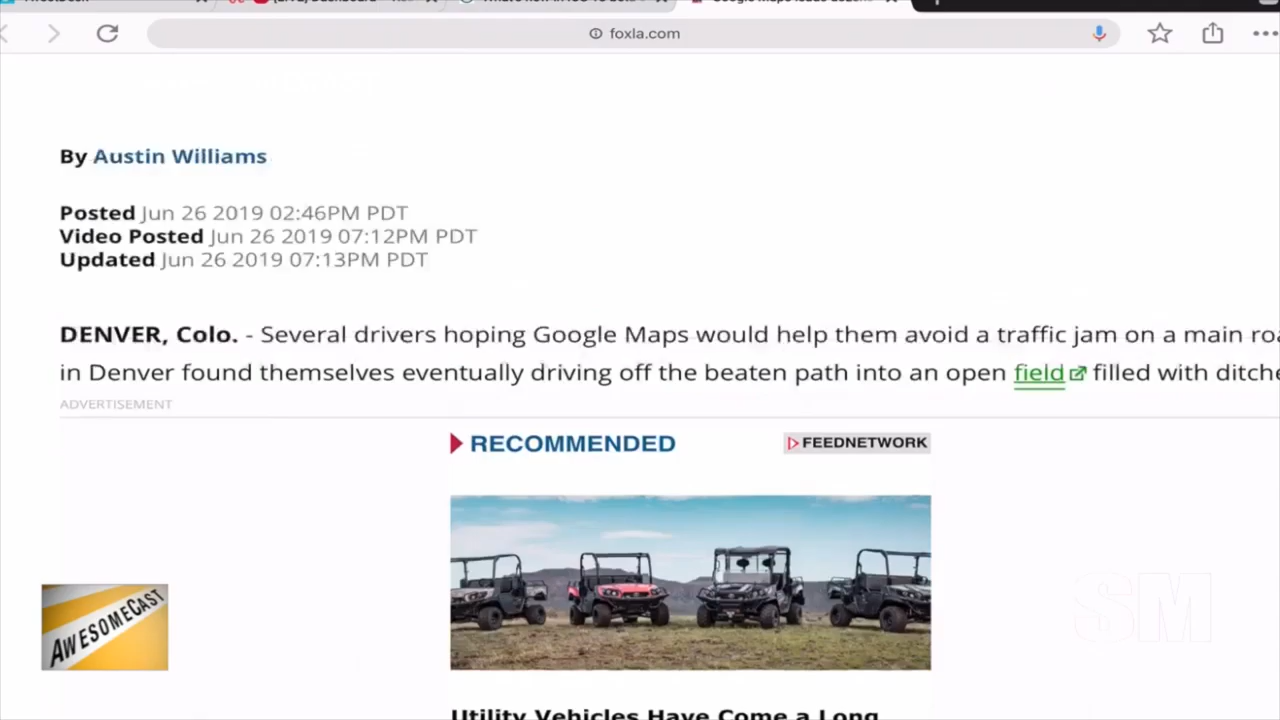 foxla.com
By Austin Williams
Posted Jun 26 2019 02:46PM PDT
Video Posted Jun 26 2019 07:12PM PDT
Updated Jun 26 2019 07:13PM PDT
DENVER, Colo. - Several drivers hoping Google Maps would help them avoid a traffic jam on a main roa
in Denver found themselves eventually driving off the beaten path into an open field filled with ditche
ADVERTISEMENT
RECOMMENDED
FEEDNETWORK
AWESOMECAST
SM
Utility Vehicles Have Come a Long